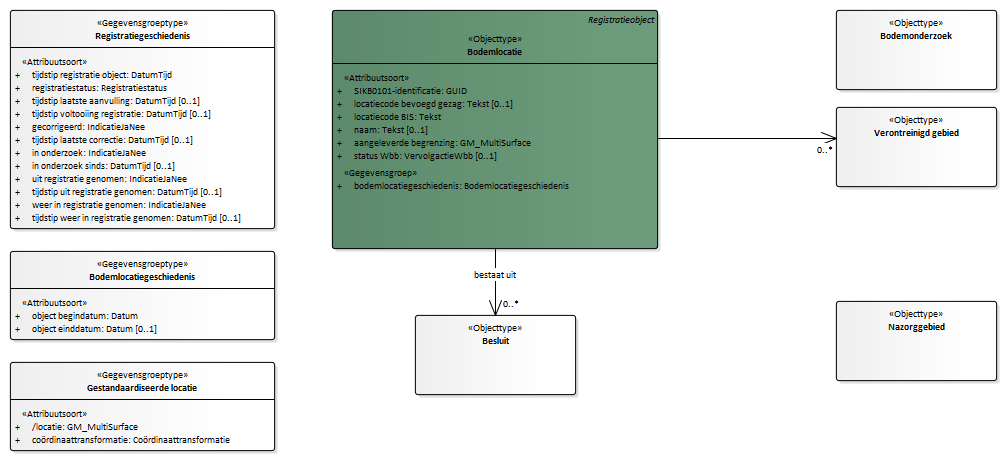 «Gegevensgroeptype»
Registratiegeschiedenis
«Attribuutsoort»
+ tijdstip registratie object: DatumTijd
+ registratiestatus: Registratiestatus
+ tijdstip laatste aanvulling: DatumTijd [0..1]
+ tijdstip voltooiing registratie: DatumTijd [0..1]
+ gecorrigeerd: IndicatieJaNee
+ tijdstip laatste correctie: DatumTijd [0..1]
+ in onderzoek: IndicatieJaNee
+ in onderzoek sinds: DatumTijd [0..1]
+ uit registratie genomen: IndicatieJaNee
+ tijdstip uit registratie genomen: DatumTijd [0..1]
+ weer in registratie genomen: IndicatieJaNee
+ tijdstip weer in registratie genomen: DatumTijd [0..1]
«Gegevensgroeptype»
Bodemlocatiegeschiedenis
«Attribuutsoort»
+ object begindatum: Datum
+ object einddatum: Datum [0..1]
«Gegevensgroeptype»
Gestandaardiseerde locatie
«Attribuutsoort»
+ /locatie: GM_MultiSurface
+ coördinaattransformatie: Coördinaattransformatie
Registratieobject
«Objecttype»
Bodemlocatie
«Attribuutsoort»
+ SIKB0101-identificatie: GUID
+ locatiecode bevoegd gezag: Tekst [0..1]
+ locatiecode BIS: Tekst
+ naam: Tekst [0..1]
+ aangeleverde begrenzing: GM_MultiSurface
+ status Wbb: VervolgactieWbb [0..1]
«Gegevensgroep»
+ bodemlocatiegeschiedenis: Bodemlocatiegeschiedenis
bestaat uit
0..*
«Objecttype»
Besluit
«Objecttype»
Bodemonderzoek
«Objecttype»
Verontreinigd gebied
0..*
«Objecttype»
Nazorggebied